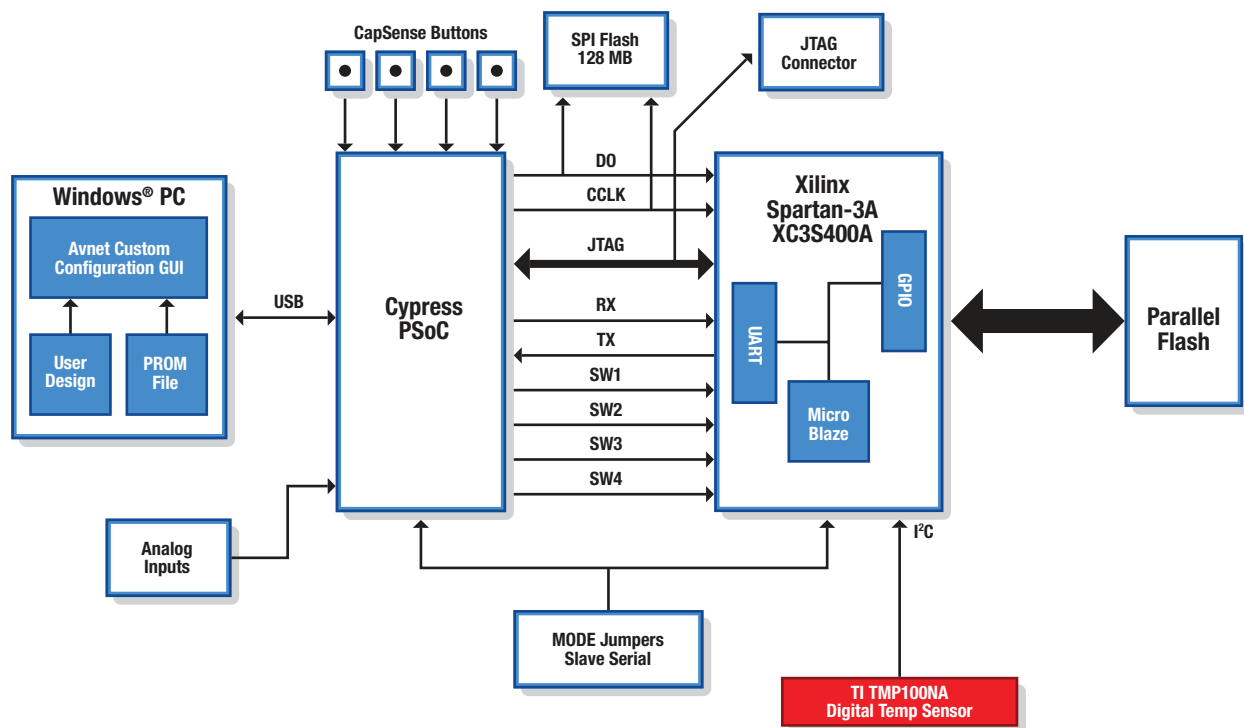 CapSense Buttons
SPI Flash
128 MB
JTAG
Connector
Windows® PC
Avnet Custom
Configuration GUI
User
Design
PROM
File
USB
Cypress
PSoC
DO
CCLK
JTAG
RX
TX
SW1
SW2
SW3
SW4
Xilinx
Spartan-3A
XC3S400A
GPIO
UART
Micro
Blaze
Parallel
Flash
Analog
Inputs
I²C
MODE Jumpers
Slave Serial
TI TMP100NA
Digital Temp Sensor